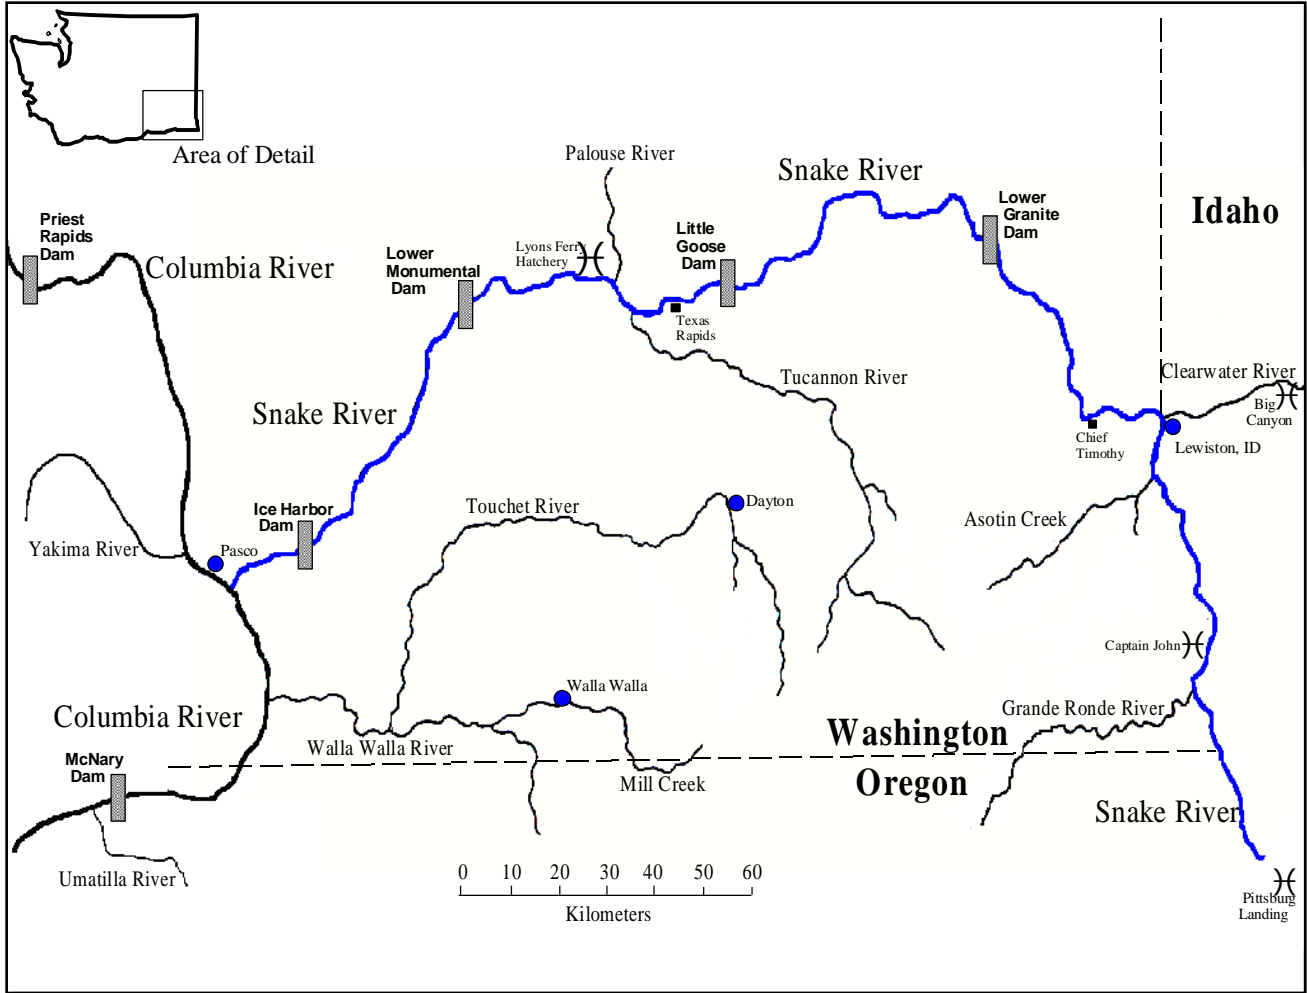 Area of Detail
Palouse River
Snake River
Idaho
Priest
Rapids
Dam
Columbia River
Lower
Monumental
Dam
Lyons Ferry
Hatchery
Little
Goose
Dam
Lower
Granite
Dam
Texas
Rapids
Tucannon River
Clearwater River
Big
Canyon
Snake River
Chief
Timothy
Lewiston, ID
Ice Harbor
Dam
Touchet River
Dayton
Asotin Creek
Yakima River
Pasco
Captain John
Walla Walla
Columbia River
Grande Ronde River
Walla Walla River
Washington
McNary
Dam
Mill Creek
Oregon
Snake River
Umatilla River
0 10 20 30 40 50 60
Kilometers
Pittsburg
Landing